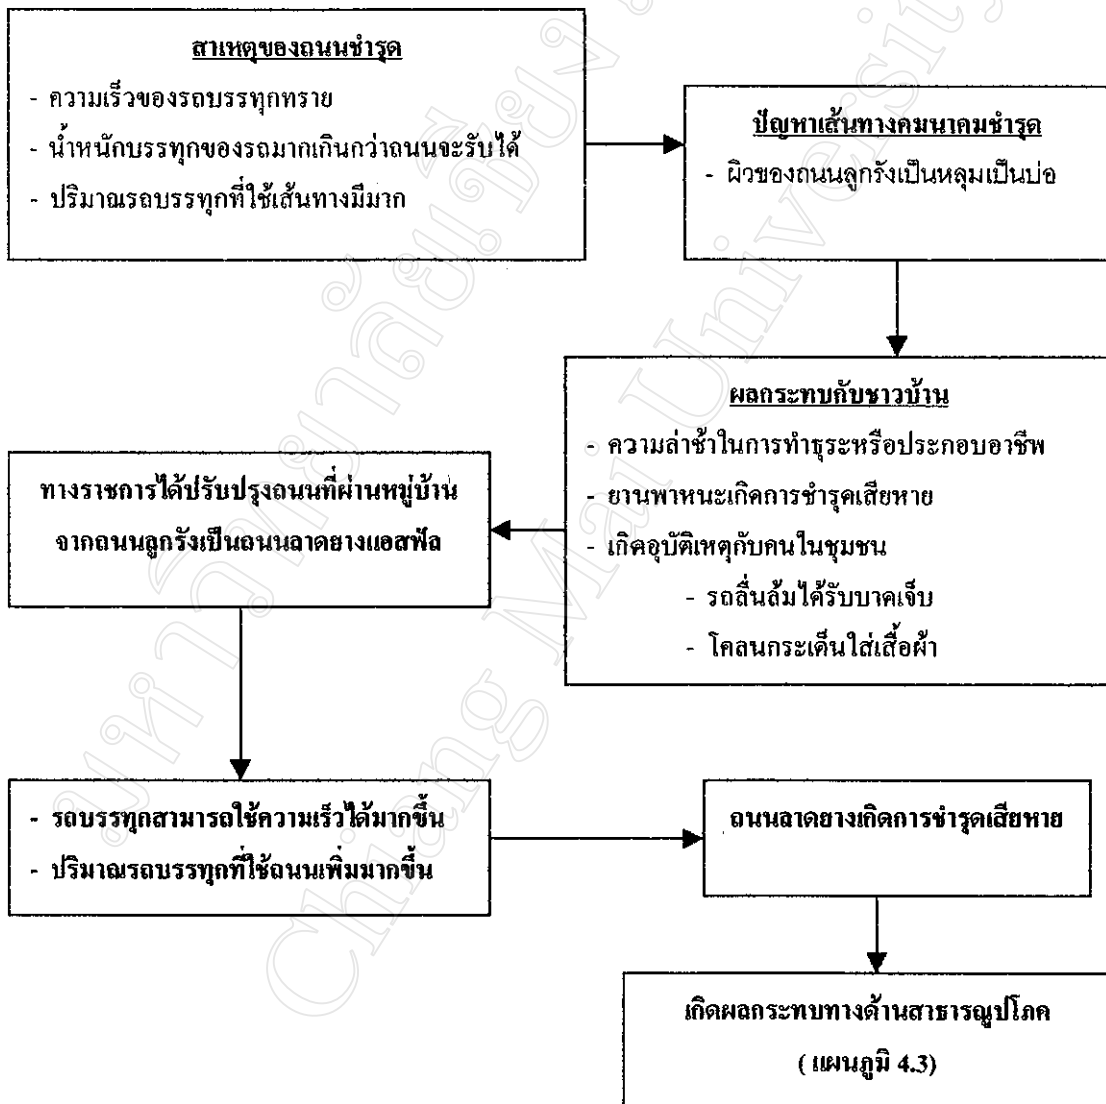 สาเหตุของถนนชำรุด
- ความเร็วของรถบรรทุกทราย
- น้ำหนักบรรทุกของรถมากเกินกว่าถนนจะรับได้
- ปริมาณรถบรรทุกที่ใช้เส้นทางมีมาก
ปัญหาเส้นทางคมนาคมชำรุด
- ผิวของถนนลูกรังเป็นหลุมเป็นบ่อ
ผลกระทบกับชาวบ้าน
- ความล่าช้าในการทำธุระหรือประกอบอาชีพ
- ยานพาหนะเกิดการชำรุดเสียหาย
- เกิดอุบัติเหตุกับคนในชุมชน
- รถลื่นล้มได้รับบาดเจ็บ
- โคลนกระเด็นใส่เสื้อผ้า
ทางราชการได้ปรับปรุงถนนที่ผ่านหมู่บ้าน
จากถนนลูกรังเป็นถนนลาดยางแอสฟัล
- รถบรรทุกสามารถใช้ความเร็วได้มากขึ้น
- ปริมาณรถบรรทุกที่ใช้ถนนเพิ่มมากขึ้น
ถนนลาดยางเกิดการชำรุดเสียหาย
เกิดผลกระทบทางด้านสาธารณูปโภค
( แผนภูมิ 4.3)
มหาวิทยาลัยเชียงใ
Chiang Mai University